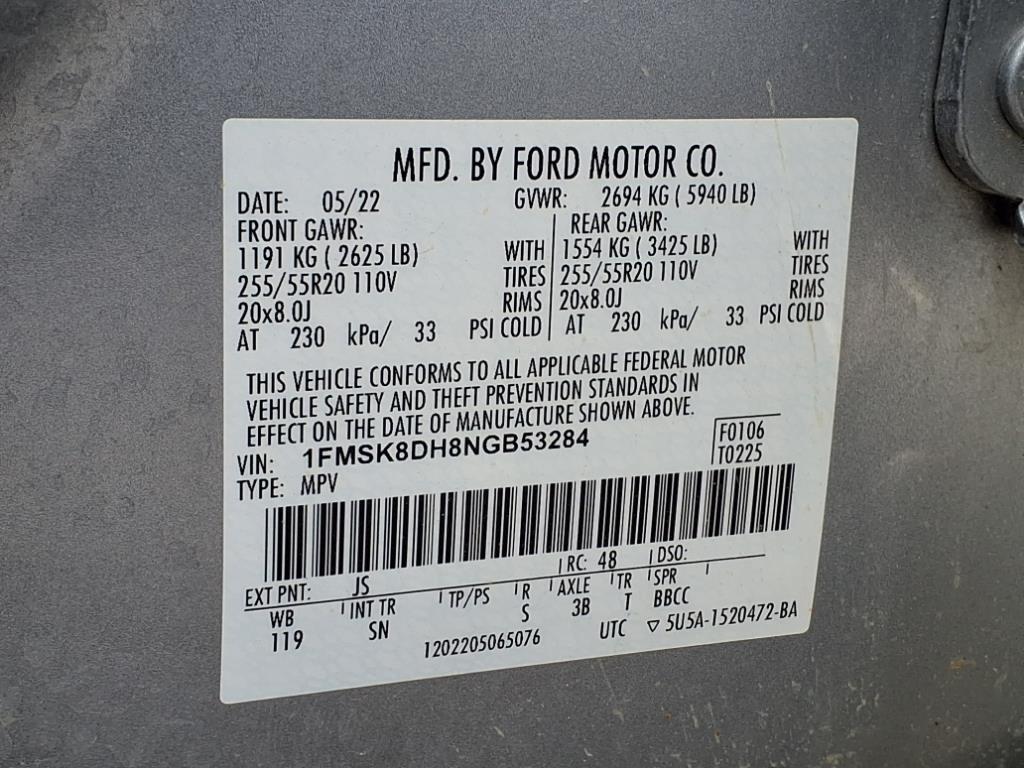 MFD. BY FORD MOTOR CO.
DATE: 05/22 GVWR: 2694 KG ( 5940 LB)
FRONT GAWR: REAR GAWR:
1191 KG ( 2625 LB) WITH 1554 KG ( 3425 LB) WITH
255/55R20 110V TIRES 255/55R20 110V TIRES
20x8.0J RIMS 20x8.0J RIMS
AT 230 kPa/ 33 PSI COLD AT 230 kPa/ 33 PSI COLD
THIS VEHICLE CONFORMS TO ALL APPLICABLE FEDERAL MOTOR
VEHICLE SAFETY AND THEFT PREVENTION STANDARDS IN
EFFECT ON THE DATE OF MANUFACTURE SHOWN ABOVE.
VIN: 1FMSK8DH8NGB53284 F0106
TYPE: MPV T0225
EXT PNT: JS RC: 48 DSO:
WB INT TR TP/PS R AXLE TR SPR
119 SN S 3B T BBCC
1202205065076 UTC ▽ 5U5A-1520472-BA